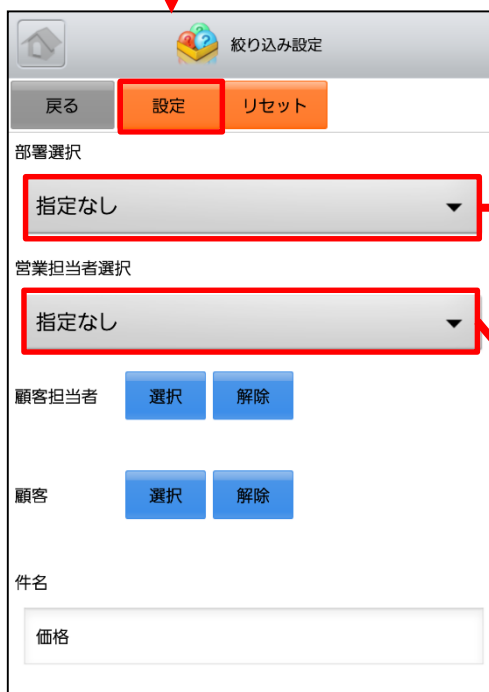 絞り込み設定
戻る 設定 リセット
部署選択
指定なし
営業担当者選択
指定なし
顧客担当者 選択 解除
顧客 選択 解除
件名
価格